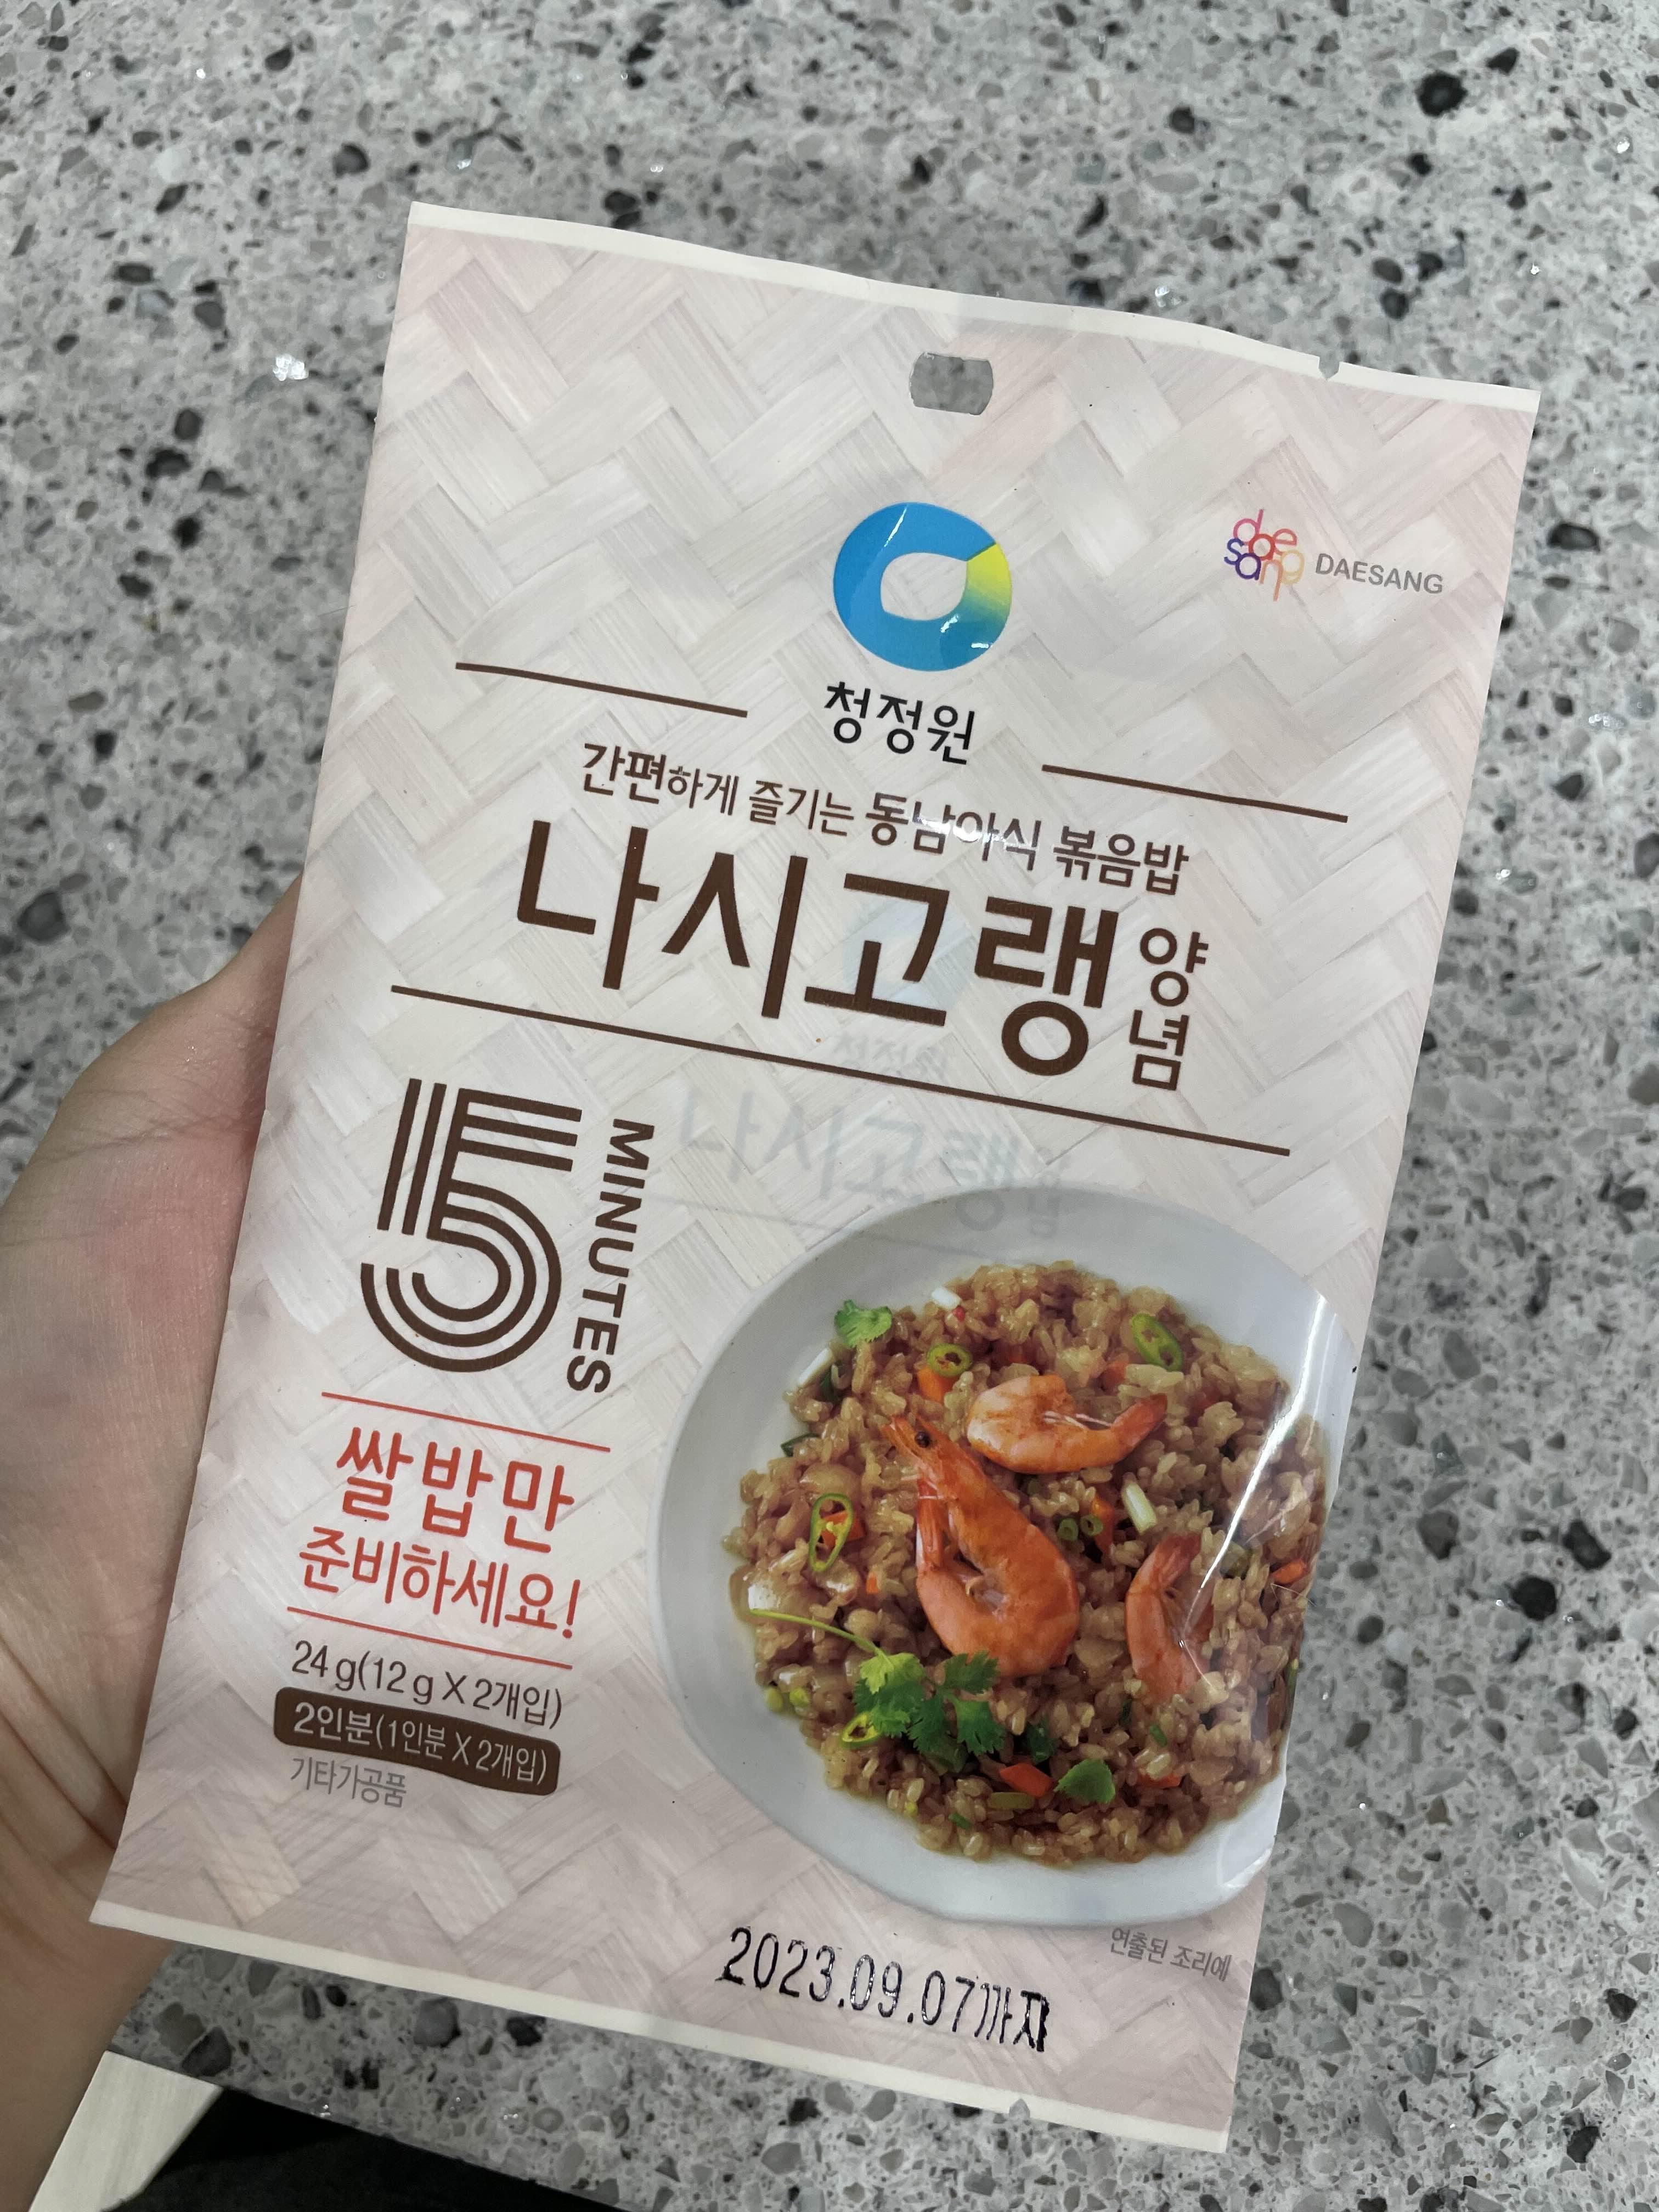 daesang DAESANG
청정원
간편하게 즐기는 동남아식 볶음밥
나시고랭 양념
5 MINUTES
쌀밥만
준비하세요!
24 g(12 g X 2개입)
2인분(1인분 X 2개입)
기타가공품
연출된 조리예
2023.09.07까지